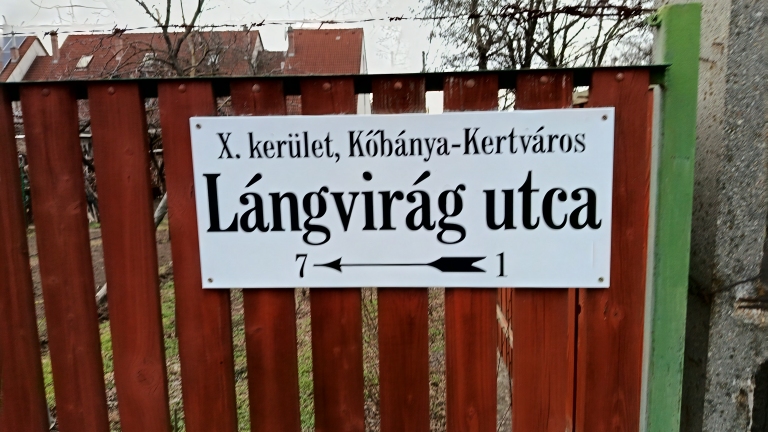 X. kerület, Kőbánya-Kertváros
Lángvirág utca
7 1